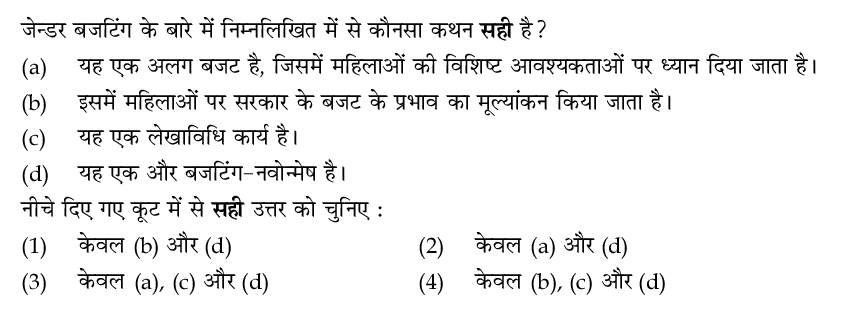 जेन्डर बजटिंग के बारे में निम्नलिखित में से कौनसा कथन सही है ?
(a) यह एक अलग बजट है, जिसमें महिलाओं की विशिष्ट आवश्यकताओं पर ध्यान दिया जाता है।
(b) इसमें महिलाओं पर सरकार के बजट के प्रभाव का मूल्यांकन किया जाता है।
(c) यह एक लेखाविधि कार्य है।
(d) यह एक और बजटिंग-नवोन्मेष है।
नीचे दिए गए कूट में से सही उत्तर को चुनिए :
(1) केवल (b) और (d) (2) केवल (a) और (d)
(3) केवल (a), (c) और (d) (4) केवल (b), (c) और (d)